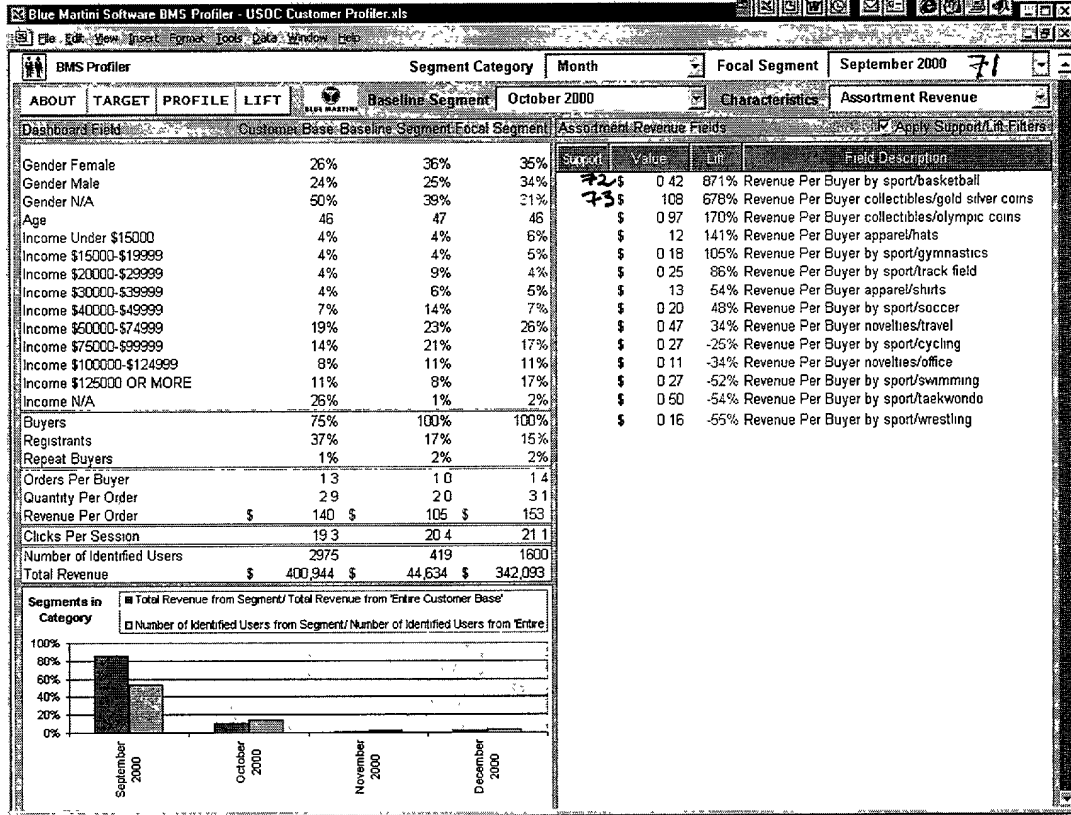 Blue Martini Software BMS Profiler - USOC Customer Profiler.xls
File Edit View Insert Format Tools Data Window Help
BMS Profiler Segment Category Month Focal Segment September 2000 71
ABOUT TARGET PROFILE LIFT BLUE MARTINI Baseline Segment October 2000 Characteristics Assortment Revenue
Dashboard Field Customer Base Baseline Segment Focal Segment Assortment Revenue Fields Apply Support/Lift Filters
Support Value Lift Field Description
Gender Female 26% 36% 35%
Gender Male 24% 25% 34%
Gender N/A 50% 39% 31%
Age 46 47 46
Income Under $15000 4% 4% 6%
Income $15000-$19999 4% 4% 5%
Income $20000-$29999 4% 9% 4%
Income $30000-$39999 4% 6% 5%
Income $40000-$49999 7% 14% 7%
Income $50000-$74999 19% 23% 26%
Income $75000-$99999 14% 21% 17%
Income $100000-$124999 8% 11% 11%
Income $125000 OR MORE 11% 8% 17%
Income N/A 26% 1% 2%
Buyers 75% 100% 100%
Registrants 37% 17% 15%
Repeat Buyers 1% 2% 2%
Orders Per Buyer 1 3 1 0 1 4
Quantity Per Order 2 9 2 0 3 1
Revenue Per Order $ 140 $ 105 $ 153
Clicks Per Session 19 3 20 4 21 1
Number of Identified Users 2975 419 1600
Total Revenue $ 400,944 $ 44,634 $ 342,093
72 $ 0 42 871% Revenue Per Buyer by sport/basketball
73 $ 108 678% Revenue Per Buyer collectibles/gold silver coins
$ 0 97 170% Revenue Per Buyer collectibles/olympic coins
$ 12 141% Revenue Per Buyer apparel/hats
$ 0 18 105% Revenue Per Buyer by sport/gymnastics
$ 0 25 86% Revenue Per Buyer by sport/track field
$ 13 54% Revenue Per Buyer apparel/shirts
$ 0 20 48% Revenue Per Buyer by sport/soccer
$ 0 47 34% Revenue Per Buyer novelties/travel
$ 0 27 -25% Revenue Per Buyer by sport/cycling
$ 0 11 -34% Revenue Per Buyer novelties/office
$ 0 27 -52% Revenue Per Buyer by sport/swimming
$ 0 50 -54% Revenue Per Buyer by sport/taekwondo
$ 0 16 -55% Revenue Per Buyer by sport/wrestling
Segments in Category
Total Revenue from Segment/ Total Revenue from 'Entire Customer Base'
Number of Identified Users from Segment/ Number of Identified Users from 'Entire
100%
80%
60%
40%
20%
0%
September 2000
October 2000
November 2000
December 2000